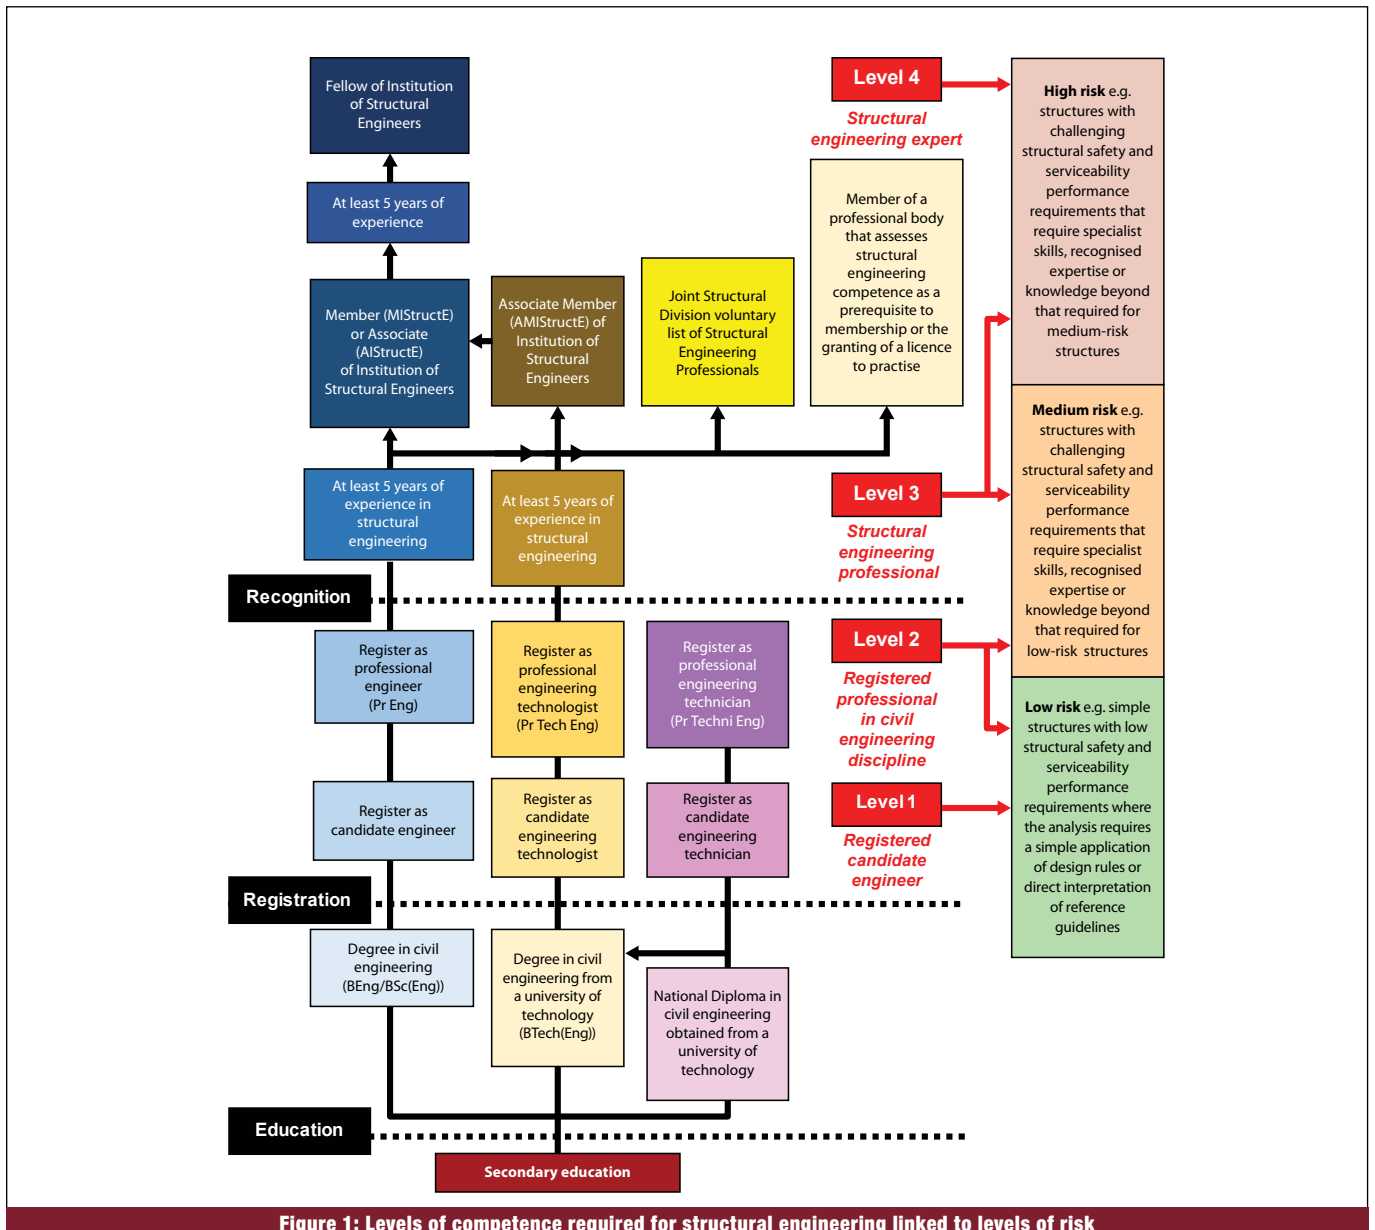 Fellow of Institution
of Structural
Engineers
At least 5 years of
experience
Member (MIStructE)
or Associate
(AIStructE)
of Institution of
Structural Engineers
Associate Member
(AMIStructE) of
Institution of
Structural
Engineers
Joint Structural
Division voluntary
list of Structural
Engineering
Professionals
Member of a
professional body
that assesses
structural
engineering
competence as a
prerequisite to
membership or the
granting of a licence
to practise
At least 5 years of
experience in
structural
engineering
At least 5 years of
experience in
structural
engineering
Recognition
Register as
professional
engineer
(Pr Eng)
Register as
professional
engineering
technologist
(Pr Tech Eng)
Register as
professional
engineering
technician
(Pr Techni Eng)
Register as
candidate engineer
Register as
candidate
engineering
technologist
Register as
candidate
engineering
technician
Registration
Degree in civil
engineering
(BEng/BSc(Eng))
Degree in civil
engineering from
a university of
technology
(BTech(Eng))
National Diploma in
civil engineering
obtained from a
university of
technology
Education
Secondary education
Level 4
Structural
engineering expert
Level 3
Structural
engineering
professional
Level 2
Registered
professional
in civil
engineering
discipline
Level 1
Registered
candidate
engineer
High risk e.g.
structures with
challenging
structural safety and
serviceability
performance
requirements that
require specialist
skills, recognised
expertise or
knowledge beyond
that required for
medium-risk
structures
Medium risk e.g.
structures with
challenging
structural safety and
serviceability
performance
requirements that
require specialist
skills, recognised
expertise or
knowledge beyond
that required for
low-risk structures
Low risk e.g. simple
structures with low
structural safety and
serviceability
performance
requirements where
the analysis requires
a simple application
of design rules or
direct interpretation
of reference
guidelines
Figure 1: Levels of competence required for structural engineering linked to levels of risk